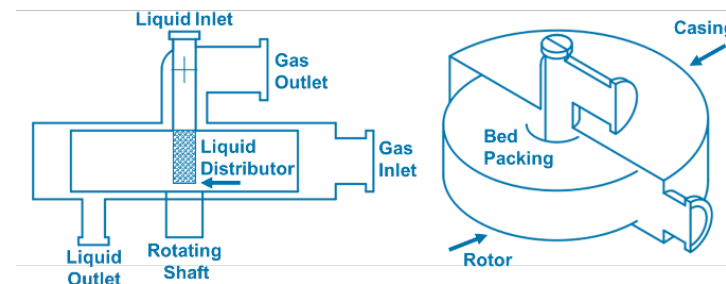 Liquid Inlet
Gas
Outlet
Liquid
Distributor
Gas
Inlet
Liquid
Outlet
Rotating
Shaft
Casing
Bed
Packing
Rotor